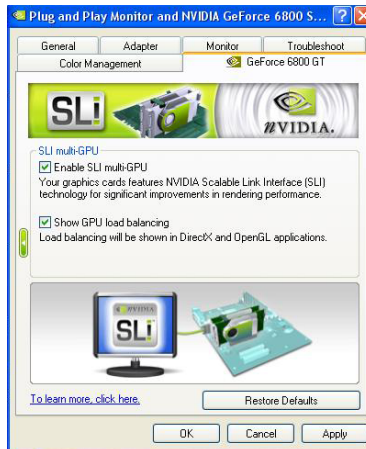 Plug and Play Monitor and NVIDIA GeForce 6800 S...
General Adapter Monitor Troubleshoot
Color Management GeForce 6800 GT
SLI
NVIDIA.
SLI multi-GPU
Enable SLI multi-GPU
Your graphics cards features NVIDIA Scalable Link Interface (SLI)
technology for significant improvements in rendering performance.
Show GPU load balancing
Load balancing will be shown in DirectX and OpenGL applications.
NVIDIA
SLI
To learn more, click here.
Restore Defaults
OK Cancel Apply